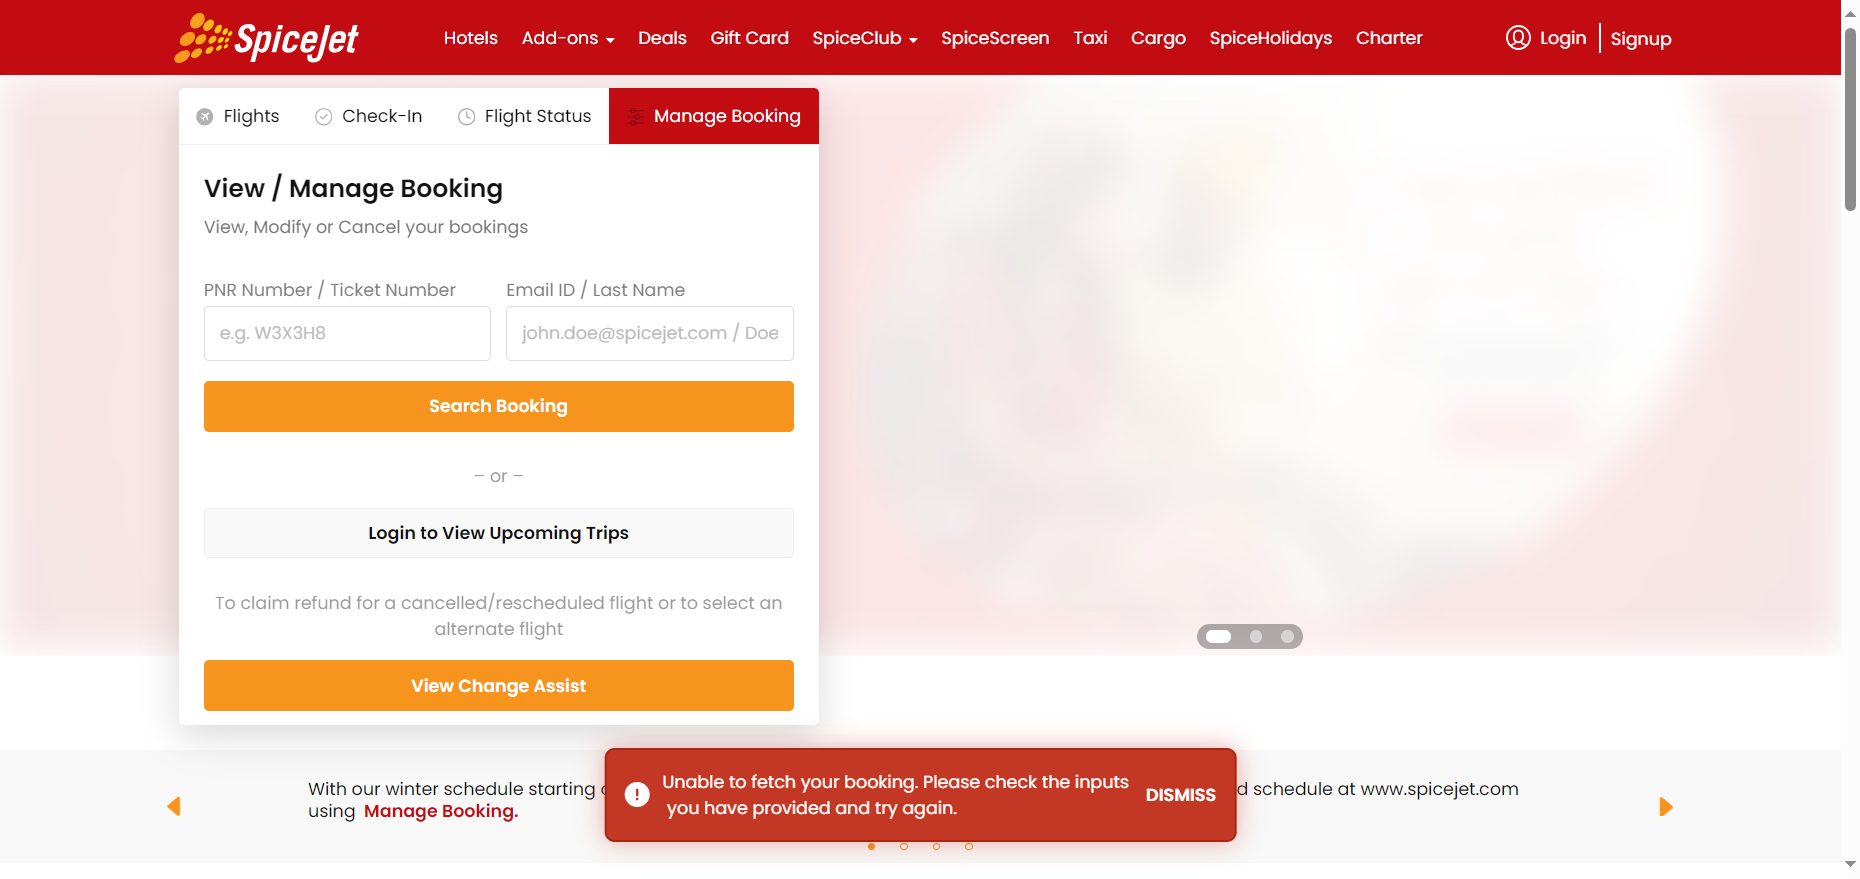 SpiceJet
Hotels Add-ons Deals Gift Card SpiceClub SpiceScreen Taxi Cargo SpiceHolidays Charter Login Signup
Flights Check-In Flight Status Manage Booking
View / Manage Booking
View, Modify or Cancel your bookings
PNR Number / Ticket Number Email ID / Last Name
e.g. W3X3H8 john.doe@spicejet.com / Doe
Search Booking
– or –
Login to View Upcoming Trips
To claim refund for a cancelled/rescheduled flight or to select an
alternate flight
View Change Assist
With our winter schedule starting
d schedule at www.spicejet.com
using Manage Booking.
Unable to fetch your booking. Please check the inputs
you have provided and try again.
DISMISS